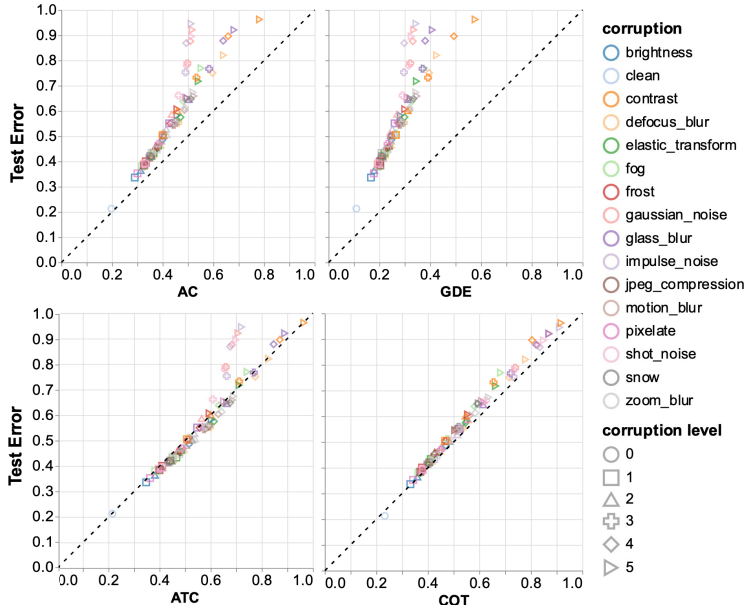 Test Error
1.0
0.9
0.8
0.7
0.6
0.5
0.4
0.3
0.2
0.1
0.0
0.0 0.2 0.4 0.6 0.8 1.0
AC
0.0 0.2 0.4 0.6 0.8 1.0
GDE
Test Error
1.0
0.9
0.8
0.7
0.6
0.5
0.4
0.3
0.2
0.1
0.0
0.0 0.2 0.4 0.6 0.8 1.0
ATC
0.0 0.2 0.4 0.6 0.8 1.0
COT
corruption
brightness
clean
contrast
defocus_blur
elastic_transform
fog
frost
gaussian_noise
glass_blur
impulse_noise
jpeg_compression
motion_blur
pixelate
shot_noise
snow
zoom_blur
corruption level
0
1
2
3
4
5